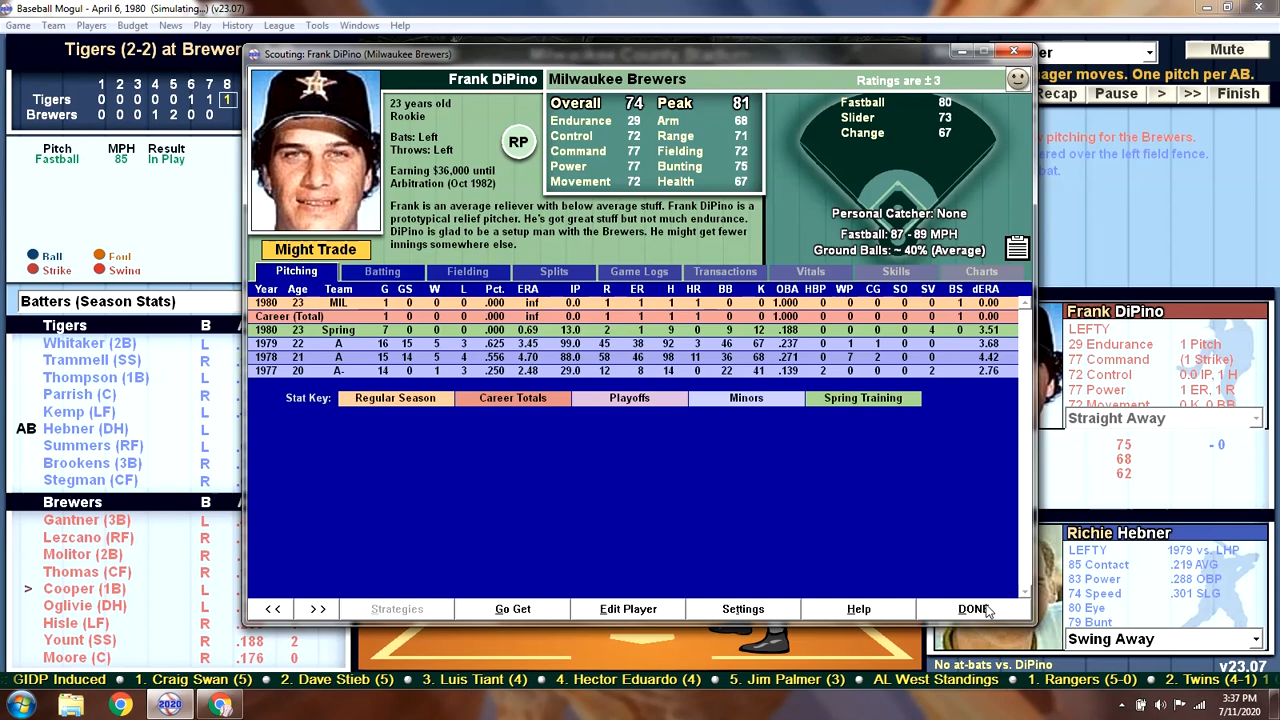 Baseball Mogul - April 6, 1980 (Simulating...) (v23.07)
Game Team Players Budget News Play History League Tools Windows Help
Tigers (2-2) at Brewer
1 2 3 4 5 6 7 8
Tigers 0 0 0 0 0 1 1 1
Brewers 0 0 0 1 2 0 0
Pitch MPH Result
Fastball 85 In Play
Ball Foul
Strike Swing
Batters (Season Stats)
Tigers B
Whitaker (2B) L
Trammell (SS) R
Thompson (1B) L
Parrish (C) R
Kemp (LF) L
AB Hebner (DH) L
Summers (RF) L
Brookens (3B) R
Stegman (CF) R
Brewers B
Gantner (3B) L
Lezcano (RF) R
Molitor (2B) R
Thomas (CF) R
> Cooper (1B) L
Oglivie (DH) L
Hisle (LF) R
Yount (SS) R .188 2
Moore (C) R .176 0
Scouting: Frank DiPino (Milwaukee Brewers)
Frank DiPino
23 years old
Rookie
Bats: Left
Throws: Left
Earning $36,000 until
Arbitration (Oct 1982)
RP
Milwaukee Brewers
Ratings are ± 3
Overall 74 Peak 81
Endurance 29 Arm 68
Control 72 Range 71
Command 77 Fielding 72
Power 77 Bunting 75
Movement 72 Health 67
Fastball 80
Slider 73
Change 67
Personal Catcher: None
Fastball: 87 - 89 MPH
Ground Balls: ~ 40% (Average)
Frank is an average reliever with below average stuff. Frank DiPino is a
prototypical relief pitcher. He's got great stuff but not much endurance.
DiPino is glad to be a setup man with the Brewers. He might get fewer
innings somewhere else.
Might Trade
Pitching Batting Fielding Splits Game Logs Transactions Vitals Skills Charts
Year Age Team G GS W L Pct. ERA IP R ER H HR BB K OBA HBP WP CG SO SV BS dERA
1980 23 MIL 1 0 0 0 .000 inf 0.0 1 1 1 1 0 0 1.000 0 0 0 0 0 1 0.00
Career (Total) 1 0 0 0 .000 inf 0.0 1 1 1 1 0 0 1.000 0 0 0 0 0 1 0.00
1980 23 Spring 7 0 0 0 .000 0.69 13.0 2 1 9 0 9 12 .188 0 0 0 0 4 0 3.51
1979 22 A 16 15 5 3 .625 3.45 99.0 45 38 92 3 46 67 .237 0 1 1 0 0 0 3.68
1978 21 A 15 14 5 4 .556 4.70 88.0 58 46 98 11 36 68 .271 0 7 2 0 0 0 4.42
1977 20 A- 14 0 1 3 .250 2.48 29.0 12 8 14 0 22 41 .139 2 0 0 0 2 0 2.76
Stat Key: Regular Season Career Totals Playoffs Minors Spring Training
<< >> Strategies Go Get Edit Player Settings Help DONE
er Mute
nager moves. One pitch per AB.
Recap Pause > >> Finish
pitching for the Brewers.
ered over the left field fence.
bat.
Frank DiPino
LEFTY
29 Endurance 1 Pitch
77 Command (1 Strike)
72 Control 0.0 IP, 1 H
77 Power 1 ER, 1 R
72 Movement 0 K, 0 BB
Straight Away
75 - 0
68
62
Richie Hebner
LEFTY 1979 vs. LHP
85 Contact .219 AVG
83 Power .288 OBP
74 Speed .301 SLG
80 Eye
79 Bunt
Swing Away
No at-bats vs. DiPino v23.07
GIDP Induced 1. Craig Swan (5) 2. Dave Stieb (5) 3. Luis Tiant (4) 4. Hector Eduardo (4) 5. Jim Palmer (3) AL West Standings 1. Rangers (5-0) 2. Twins (4-1)
2020
3:37 PM
7/11/2020